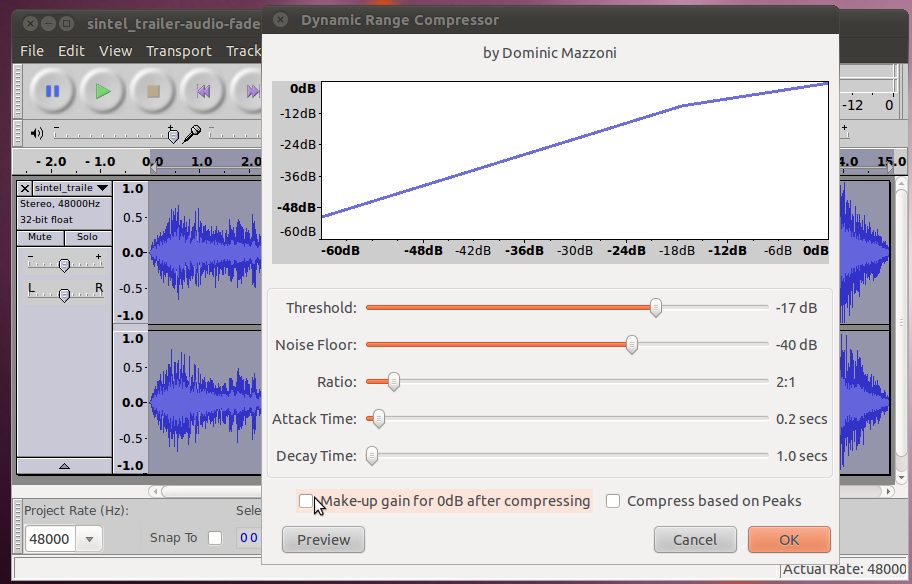 sintel_trailer-audio-fade
Dynamic Range Compressor
File Edit View Transport Track
by Dominic Mazzoni
0dB
-12dB
-24dB
-36dB
-48dB
-60dB
-60dB -48dB -42dB -36dB -30dB -24dB -18dB -12dB -6dB 0dB
-12 0
- 2.0 - 1.0 0.0 1.0 2.0
4.0 15.0
sintel_traile
Stereo, 48000Hz
32-bit float
Mute Solo
- +
L R
1.0
0.5
0.0
-0.5
-1.0
1.0
0.5
0.0
-0.5
-1.0
Threshold: -17 dB
Noise Floor: -40 dB
Ratio: 2:1
Attack Time: 0.2 secs
Decay Time: 1.0 secs
Make-up gain for 0dB after compressing Compress based on Peaks
Preview Cancel OK
Project Rate (Hz): Sele
48000 Snap To 0 0
Actual Rate: 48000